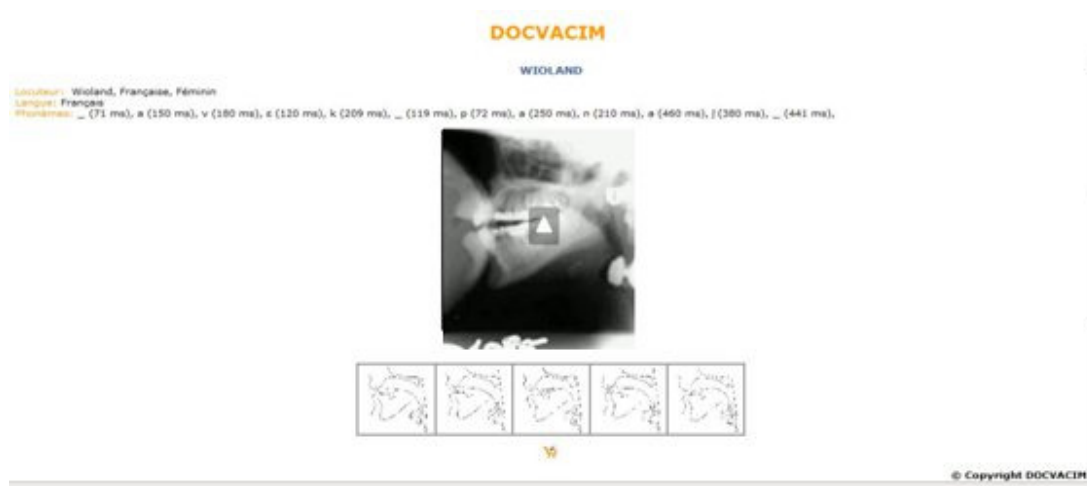 DOCVACIM
WIOLAND
Locuteur: Wioland, Française, Féminin
Langue: Français
Phonèmes: _ (71 ms), a (150 ms), v (180 ms), ε (120 ms), k (209 ms), _ (119 ms), p (72 ms), a (250 ms), n (210 ms), a (460 ms), ʃ (380 ms), _ (441 ms),
© Copyright DOCVACIM